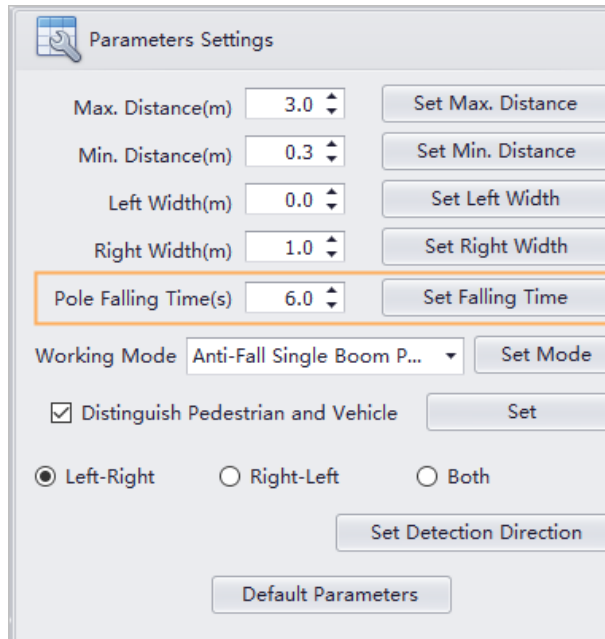 Parameters Settings
Max. Distance(m) 3.0 Set Max. Distance
Min. Distance(m) 0.3 Set Min. Distance
Left Width(m) 0.0 Set Left Width
Right Width(m) 1.0 Set Right Width
Pole Falling Time(s) 6.0 Set Falling Time
Working Mode Anti-Fall Single Boom P... Set Mode
Distinguish Pedestrian and Vehicle Set
Left-Right Right-Left Both
Set Detection Direction
Default Parameters